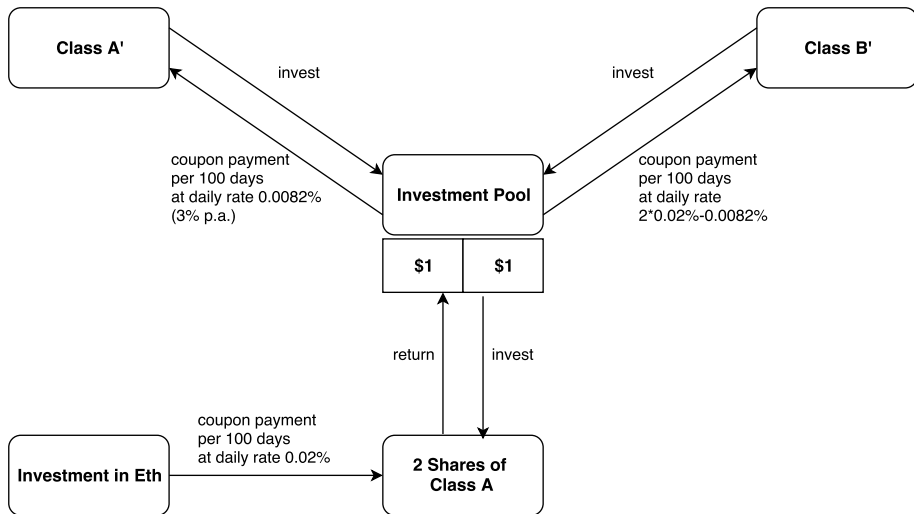 Class A'
Class B'
invest
invest
coupon payment
per 100 days
at daily rate 0.0082%
(3% p.a.)
coupon payment
per 100 days
at daily rate
2*0.02%-0.0082%
Investment Pool
$1
$1
return
invest
coupon payment
per 100 days
at daily rate 0.02%
Investment in Eth
2 Shares of
Class A